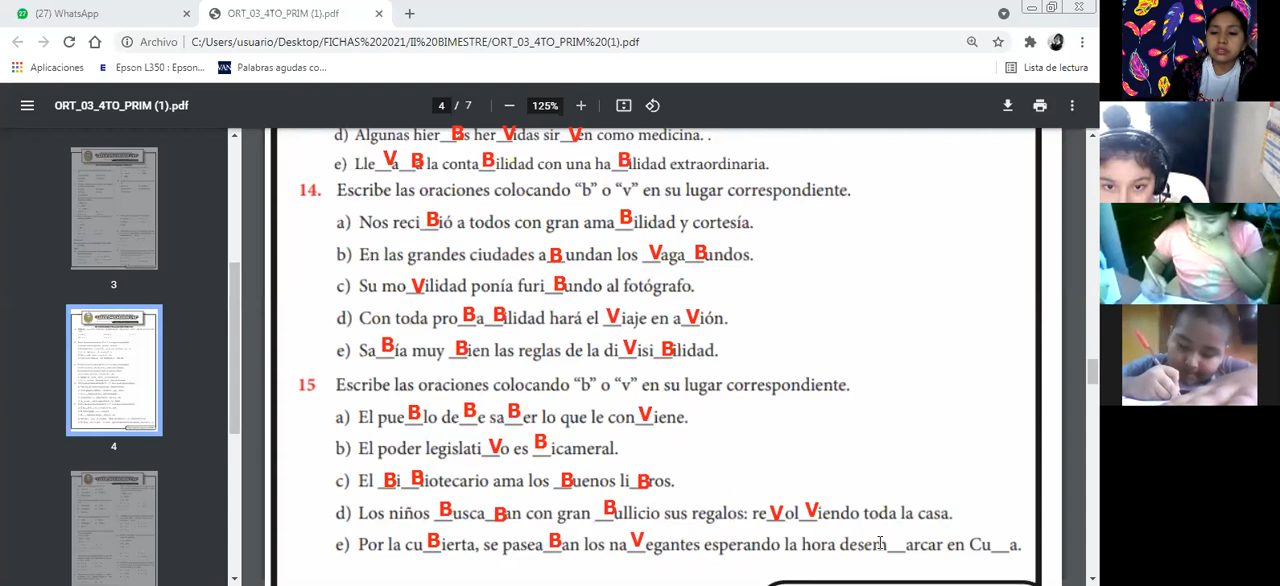 (27) WhatsApp
ORT_03_4TO_PRIM (1).pdf
Archivo C:/Users/usuario/Desktop/FICHAS%202021/II%20BIMESTRE/ORT_03_4TO_PRIM%20(1).pdf
Aplicaciones Epson L350 : Epson... Palabras agudas co... Lista de lectura
ORT_03_4TO_PRIM (1).pdf 4 / 7 125%
3
4
d) Algunas hierBas herVidas sirVen como medicina. .
e) LleVaB la contaBilidad con una haBilidad extraordinaria.
14. Escribe las oraciones colocando “b” o “v” en su lugar correspondiente.
a) Nos reciBió a todos con gran amaBilidad y cortesía.
b) En las grandes ciudades aBundan los VagaBundos.
c) Su moVilidad ponía furiBundo al fotógrafo.
d) Con toda proBaBilidad hará el Viaje en aVión.
Bía muy Bien las reglas de la diVisiBilidad.
15 Escribe las oraciones colocando “b” o “v” en su lugar correspondiente.
a) El pueBlo deBe saBer lo que le conViene.
b) El poder legislatiVo es Bicameral.
c) El BiBiotecario ama los Buenos liBros.
d) Los niños BuscaBan con gran Bullicio sus regalos: reVolViendo toda la casa.
e) Por la cuBierta, se Ban los naVegantes esperando la hora desem__arcar en Cu__a.